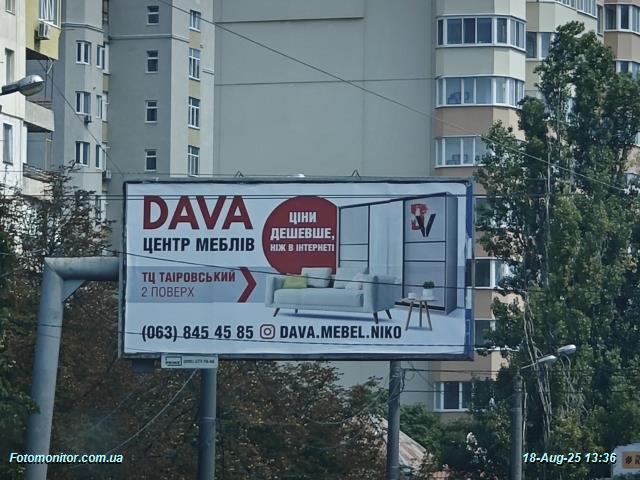 DAVA
ЦЕНТР МЕБЛІВ
ЦІНИ
ДЕШЕВШЕ,
НІЖ В ІНТЕРНЕТІ
ТЦ ТАІРОВСЬКИЙ
2 ПОВЕРХ
(063) 845 45 85 DAVA.MEBEL.NIKO
Fotomonitor.com.ua
18-Aug-25 13:36